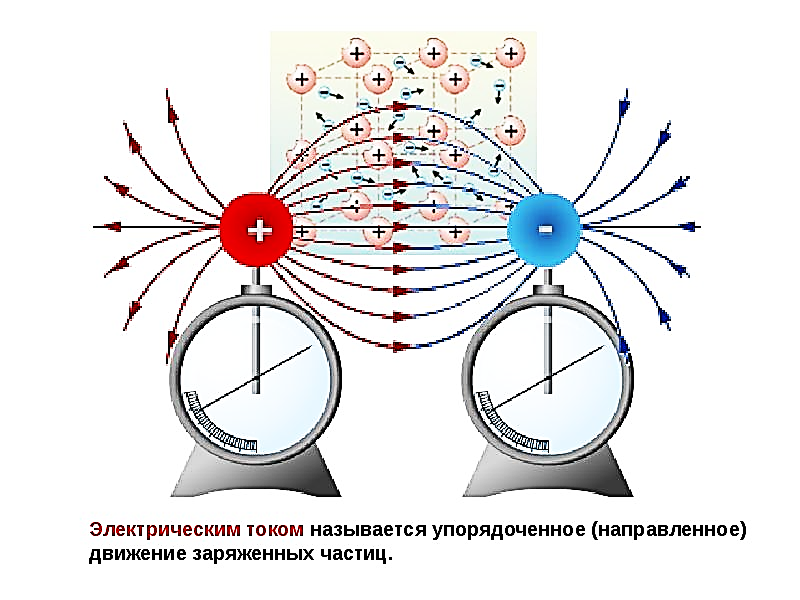 Электрическим током называется упорядоченное (направленное)
движение заряженных частиц.